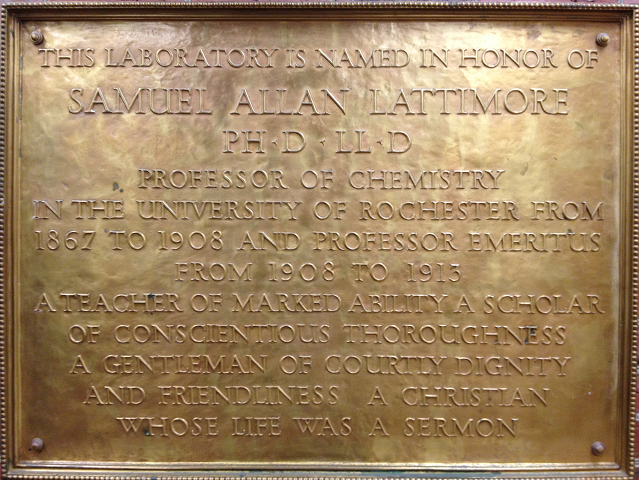 THIS LABORATORY IS NAMED IN HONOR OF
SAMUEL ALLAN LATTIMORE
PH·D·LL·D
PROFESSOR OF CHEMISTRY
IN THE UNIVERSITY OF ROCHESTER FROM
1867 TO 1908 AND PROFESSOR EMERITUS
FROM 1908 TO 1913
A TEACHER OF MARKED ABILITY A SCHOLAR
OF CONSCIENTIOUS THOROUGHNESS
A GENTLEMAN OF COURTLY DIGNITY
AND FRIENDLINESS A CHRISTIAN
WHOSE LIFE WAS A SERMON